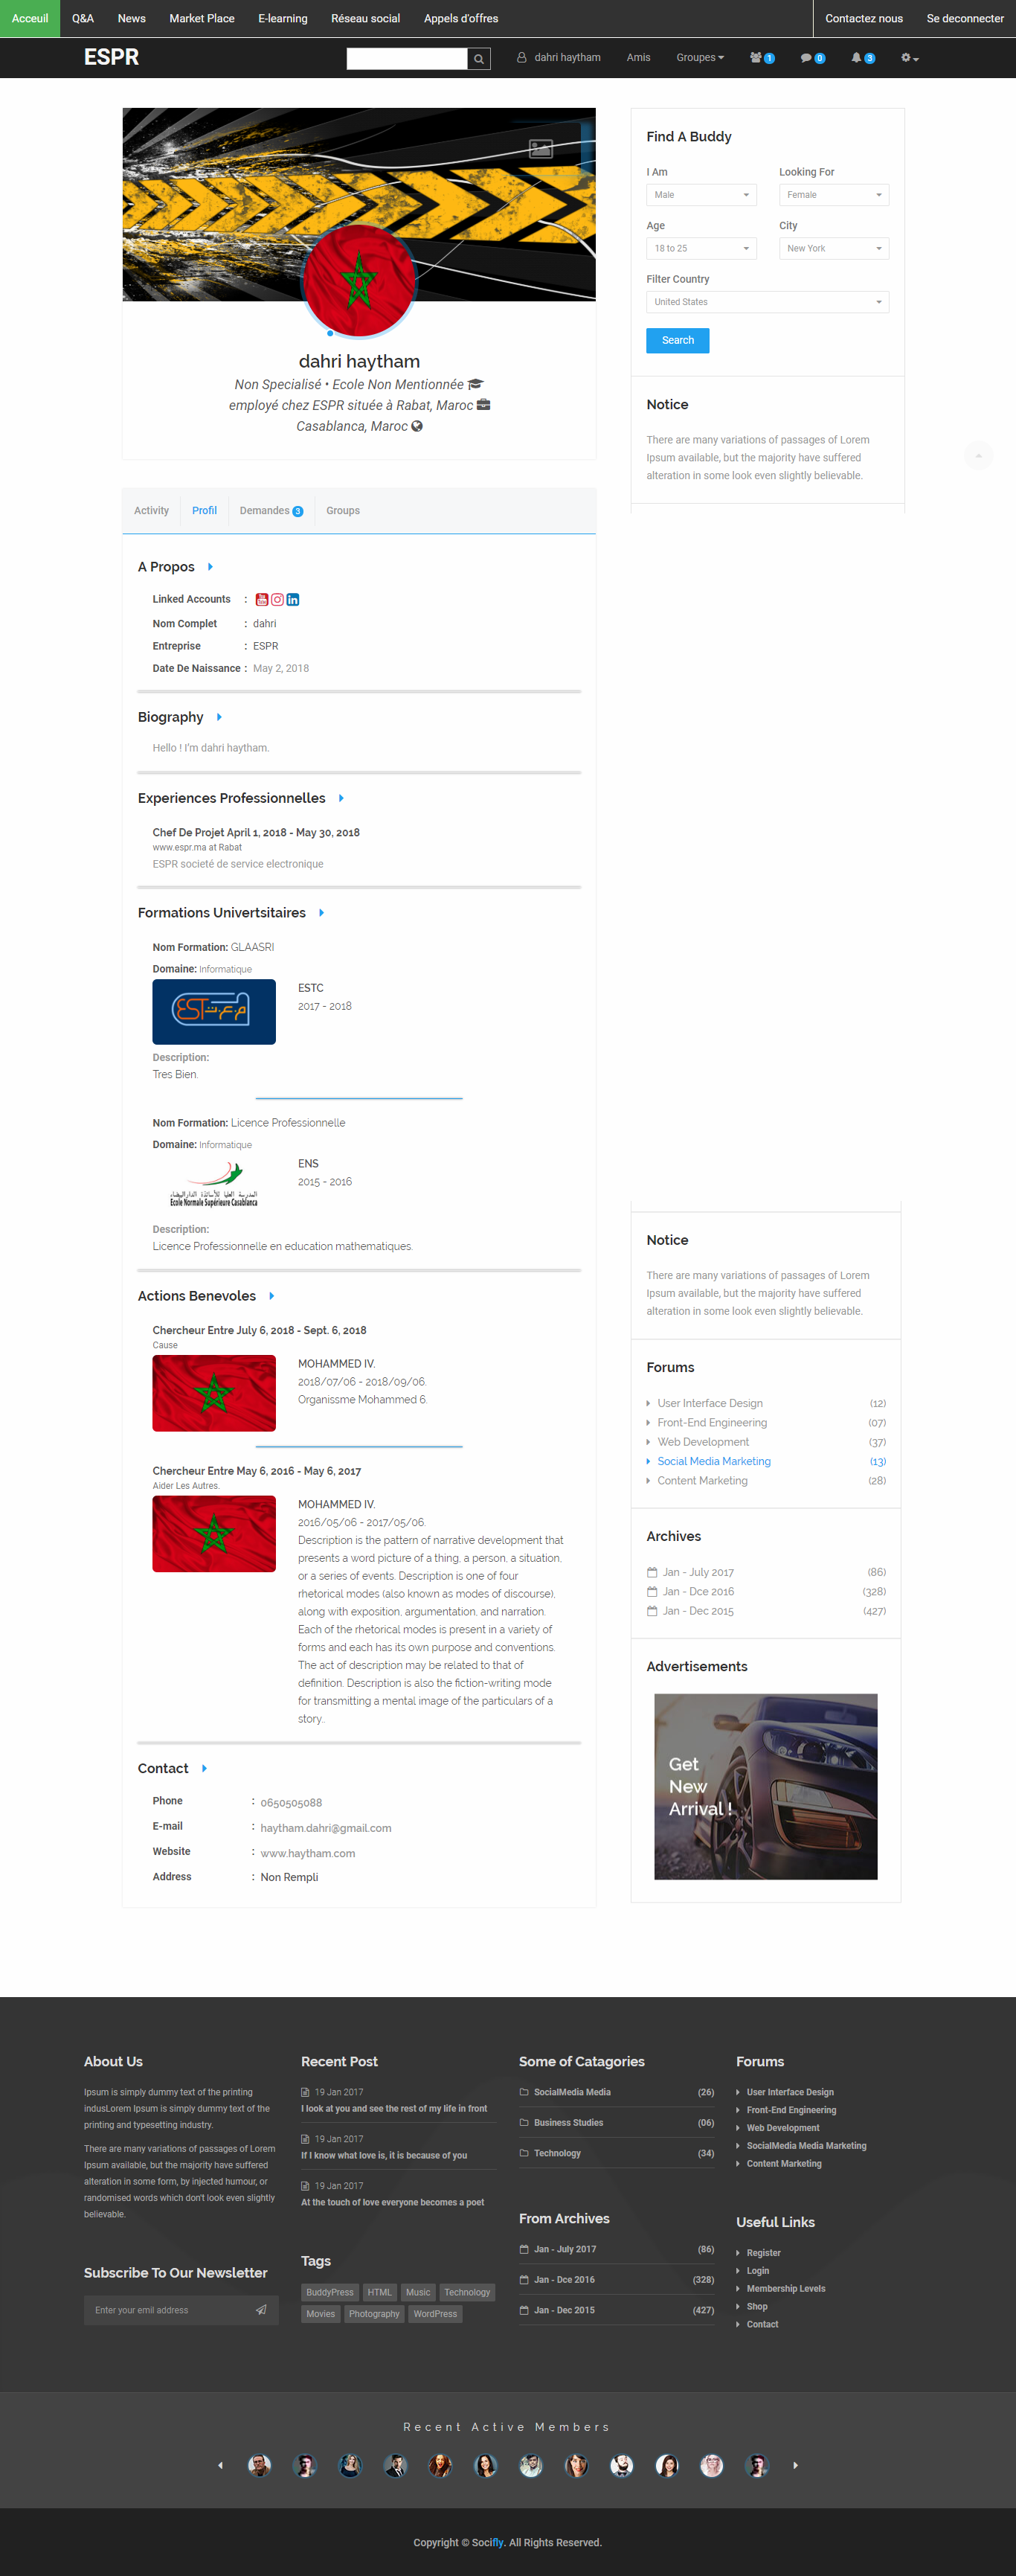 Acceuil Q&A News Market Place E-learning Réseau social Appels d'offres Contactez nous Se deconnecter
ESPR dahri haytham Amis Groupes 1 0 3
dahri haytham
Non Specialisé • Ecole Non Mentionnée
employé chez ESPR située à Rabat, Maroc
Casablanca, Maroc
Find A Buddy
I Am Looking For
Male Female
Age City
18 to 25 New York
Filter Country
United States
Search
Notice
There are many variations of passages of Lorem
Ipsum available, but the majority have suffered
alteration in some look even slightly believable.
Activity Profil Demandes 3 Groups
A Propos
Linked Accounts :
Nom Complet : dahri
Entreprise : ESPR
Date De Naissance : May 2, 2018
Biography
Hello ! I'm dahri haytham.
Experiences Professionnelles
Chef De Projet April 1, 2018 - May 30, 2018
www.espr.ma at Rabat
ESPR societé de service electronique
Formations Univertsitaires
Nom Formation: GLAASRI
Domaine: Informatique
EST م.ع.ت
ESTC
2017 - 2018
Description:
Tres Bien.
Nom Formation: Licence Professionnelle
Domaine: Informatique
المدرسة العليا للأساتذة الدار البيضاء
Ecole Normale Supérieure Casablanca
ENS
2015 - 2016
Description:
Licence Professionnelle en education mathematiques.
Actions Benevoles
Chercheur Entre July 6, 2018 - Sept. 6, 2018
Cause
MOHAMMED IV.
2018/07/06 - 2018/09/06.
Organissme Mohammed 6.
Chercheur Entre May 6, 2016 - May 6, 2017
Aider Les Autres.
MOHAMMED IV.
2016/05/06 - 2017/05/06.
Description is the pattern of narrative development that
presents a word picture of a thing, a person, a situation,
or a series of events. Description is one of four
rhetorical modes (also known as modes of discourse),
along with exposition, argumentation, and narration.
Each of the rhetorical modes is present in a variety of
forms and each has its own purpose and conventions.
The act of description may be related to that of
definition. Description is also the fiction-writing mode
for transmitting a mental image of the particulars of a
story..
Contact
Phone : 0650505088
E-mail : haytham.dahri@gmail.com
Website : www.haytham.com
Address : Non Rempli
Notice
There are many variations of passages of Lorem
Ipsum available, but the majority have suffered
alteration in some look even slightly believable.
Forums
User Interface Design (12)
Front-End Engineering (07)
Web Development (37)
Social Media Marketing (13)
Content Marketing (28)
Archives
Jan - July 2017 (86)
Jan - Dce 2016 (328)
Jan - Dec 2015 (427)
Advertisements
Get
New
Arrival !
About Us
Ipsum is simply dummy text of the printing
indusLorem Ipsum is simply dummy text of the
printing and typesetting industry.
There are many variations of passages of Lorem
Ipsum available, but the majority have suffered
alteration in some form, by injected humour, or
randomised words which don't look even slightly
believable.
Subscribe To Our Newsletter
Enter your emil address
Recent Post
19 Jan 2017
I look at you and see the rest of my life in front
19 Jan 2017
If I know what love is, it is because of you
19 Jan 2017
At the touch of love everyone becomes a poet
Tags
BuddyPress HTML Music Technology
Movies Photography WordPress
Some of Catagories
SocialMedia Media (26)
Business Studies (06)
Technology (34)
From Archives
Jan - July 2017 (86)
Jan - Dce 2016 (328)
Jan - Dec 2015 (427)
Forums
User Interface Design
Front-End Engineering
Web Development
SocialMedia Media Marketing
Content Marketing
Useful Links
Register
Login
Membership Levels
Shop
Contact
Recent Active Members
Copyright © Socifly. All Rights Reserved.